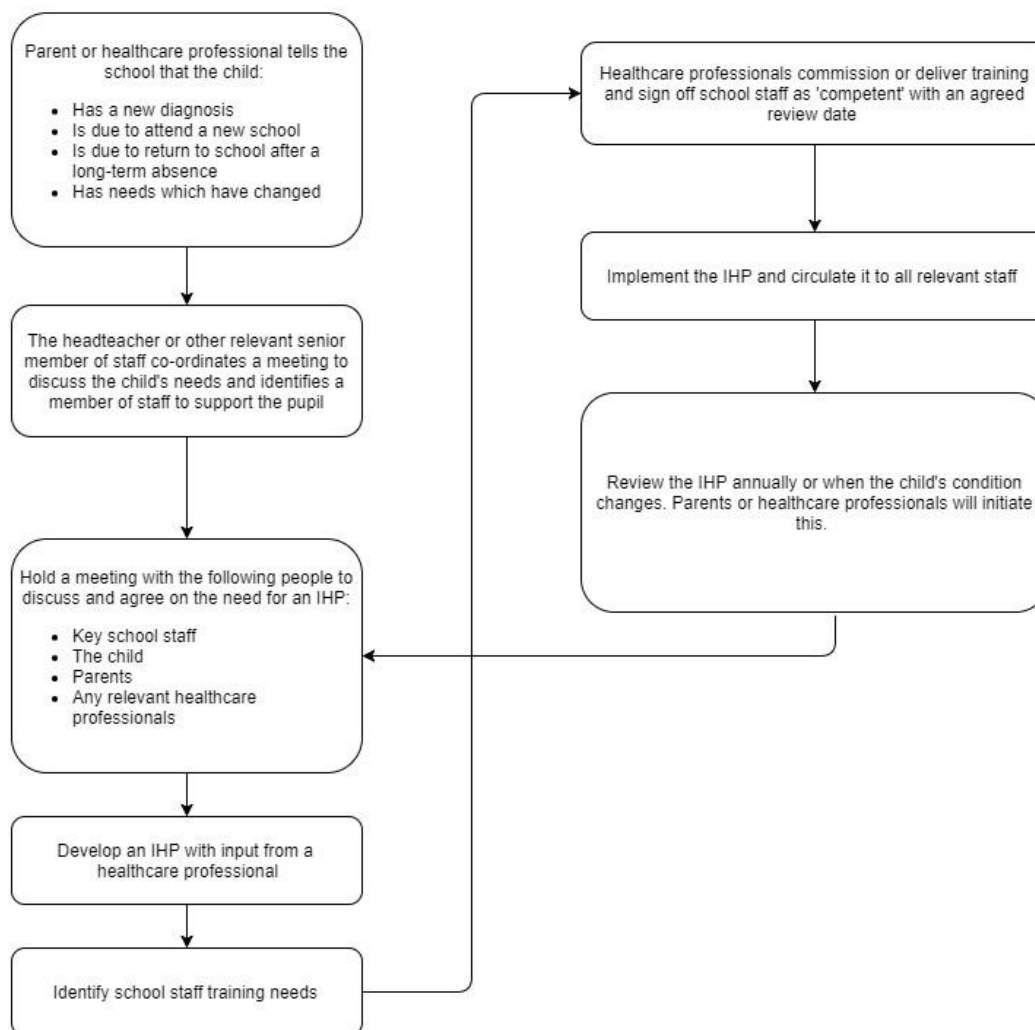 Parent or healthcare professional tells the
school that the child:
• Has a new diagnosis
• Is due to attend a new school
• Is due to return to school after a
long-term absence
• Has needs which have changed
The headteacher or other relevant senior
member of staff co-ordinates a meeting to
discuss the child's needs and identifies a
member of staff to support the pupil
Hold a meeting with the following people to
discuss and agree on the need for an IHP:
• Key school staff
• The child
• Parents
• Any relevant healthcare
professionals
Develop an IHP with input from a
healthcare professional
Identify school staff training needs
Healthcare professionals commission or deliver training
and sign off school staff as 'competent' with an agreed
review date
Implement the IHP and circulate it to all relevant staff
Review the IHP annually or when the child's condition
changes. Parents or healthcare professionals will initiate
this.